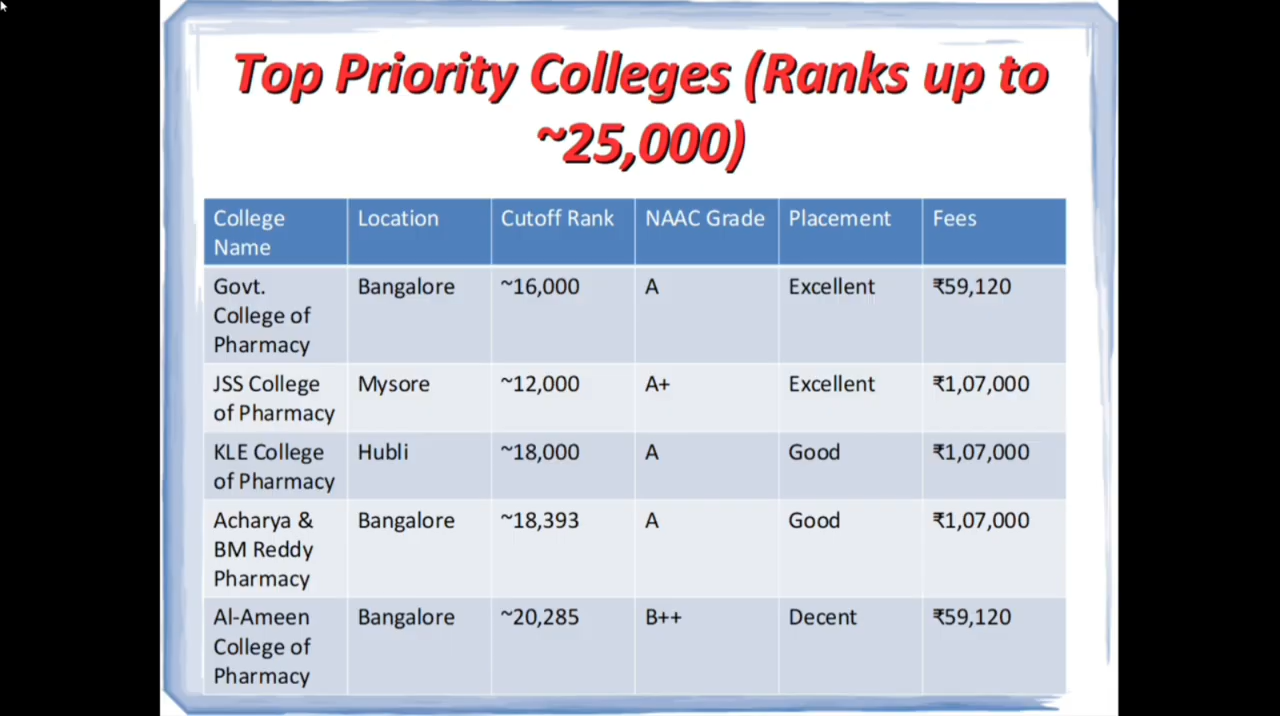 Top Priority Colleges (Ranks up to
~25,000)
College Name | Location | Cutoff Rank | NAAC Grade | Placement | Fees
Govt. College of Pharmacy | Bangalore | ~16,000 | A | Excellent | ₹59,120
JSS College of Pharmacy | Mysore | ~12,000 | A+ | Excellent | ₹1,07,000
KLE College of Pharmacy | Hubli | ~18,000 | A | Good | ₹1,07,000
Acharya & BM Reddy Pharmacy | Bangalore | ~18,393 | A | Good | ₹1,07,000
Al-Ameen College of Pharmacy | Bangalore | ~20,285 | B++ | Decent | ₹59,120